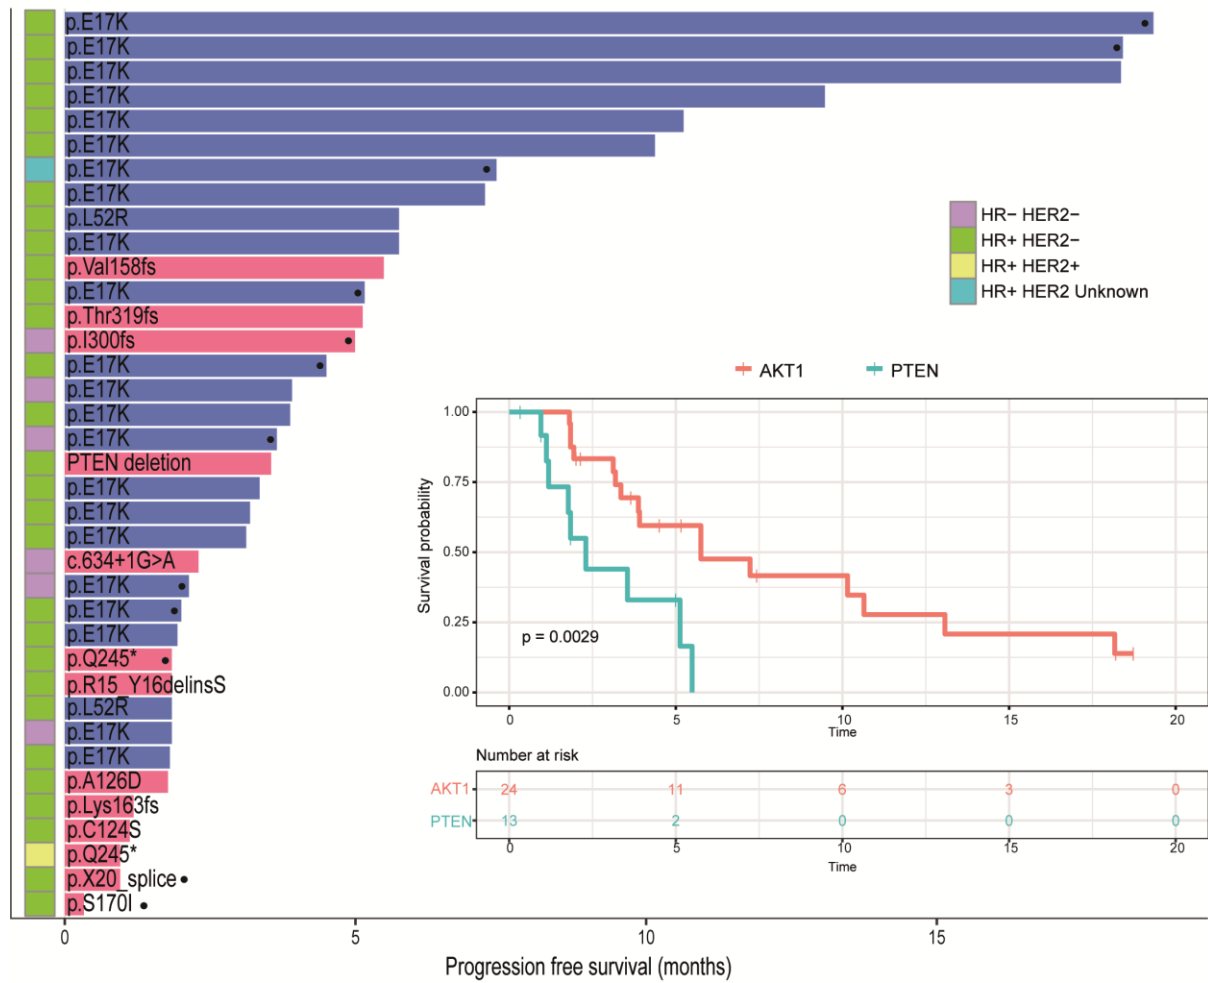 p.E17K
p.E17K
p.E17K
p.E17K
p.E17K
p.E17K
p.E17K
p.E17K
p.L52R
p.E17K
p.Val158fs
p.E17K
p.Thr319fs
p.I300fs
p.E17K
p.E17K
p.E17K
p.E17K
PTEN deletion
p.E17K
p.E17K
p.E17K
c.634+1G>A
p.E17K
p.E17K
p.E17K
p.Q245*
p.R15_Y16delinsS
p.L52R
p.E17K
p.E17K
p.A126D
p.Lys163fs
p.C124S
p.Q245*
p.X20_splice
p.S170I
0 5 10 15
Progression free survival (months)
HR− HER2−
HR+ HER2−
HR+ HER2+
HR+ HER2 Unknown
AKT1 PTEN
Survival probability
1.00
0.75
0.50
0.25
0.00
p = 0.0029
0 5 10 15 20
Time
Number at risk
AKT1 24 11 6 3 0
PTEN 13 2 0 0 0
0 5 10 15 20
Time